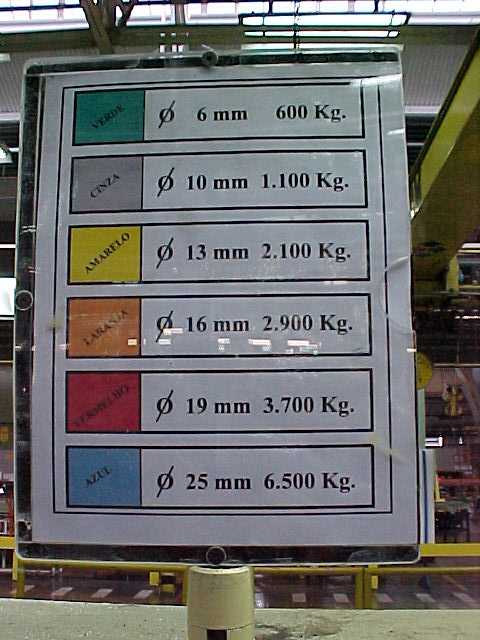 VERDE Ø 6 mm 600 Kg.
CINZA Ø 10 mm 1.100 Kg.
AMARELO Ø 13 mm 2.100 Kg.
LARANJA Ø 16 mm 2.900 Kg.
VERMELHO Ø 19 mm 3.700 Kg.
AZUL Ø 25 mm 6.500 Kg.